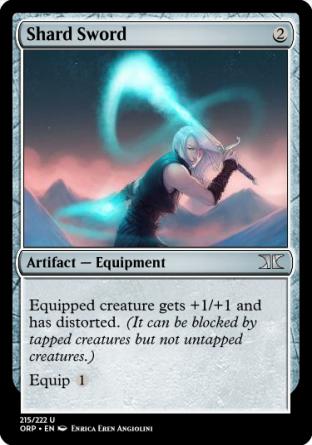 Shard Sword 2
Artifact — Equipment
Equipped creature gets +1/+1 and
has distorted. (It can be blocked by
tapped creatures but not untapped
creatures.)
Equip 1
215/222 U
ORP • EN Enrica Eren Angiolini